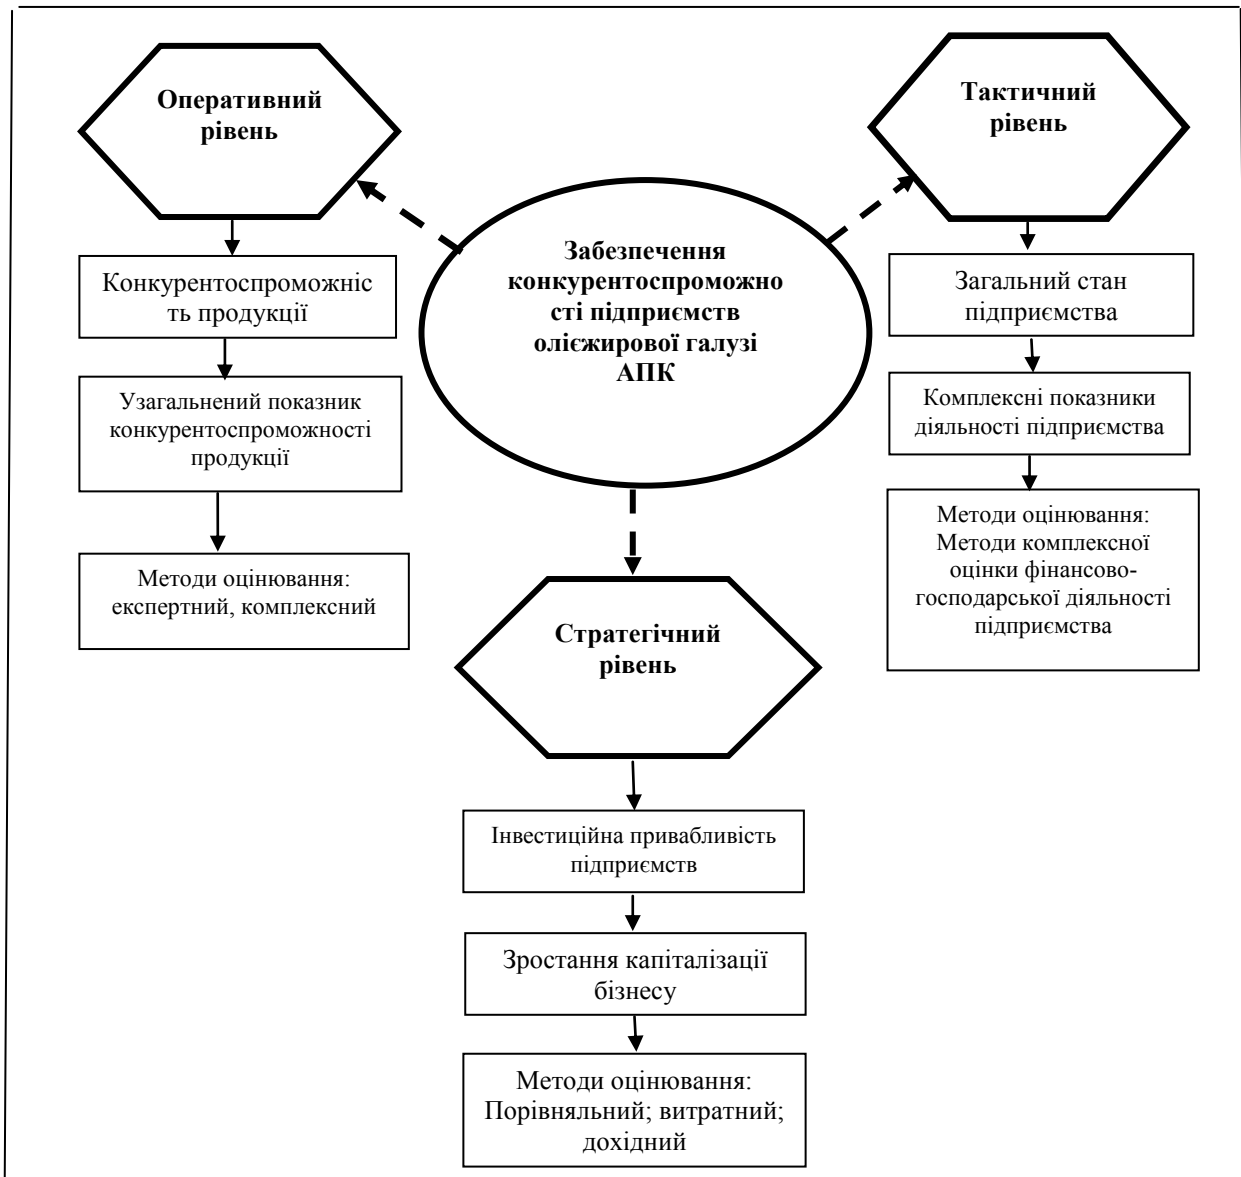 Оперативний
рівень
Тактичний
рівень
Забезпечення
конкурентоспроможно
сті підприємств
олієжирової галузі
АПК
Конкурентоспроможніс
ть продукції
Загальний стан
підприємства
Узагальнений показник
конкурентоспроможності
продукції
Комплексні показники
діяльності підприємства
Методи оцінювання:
експертний, комплексний
Методи оцінювання:
Методи комплексної
оцінки фінансово-
господарської діяльності
підприємства
Стратегічний
рівень
Інвестиційна привабливість
підприємств
Зростання капіталізації
бізнесу
Методи оцінювання:
Порівняльний; витратний;
дохідний